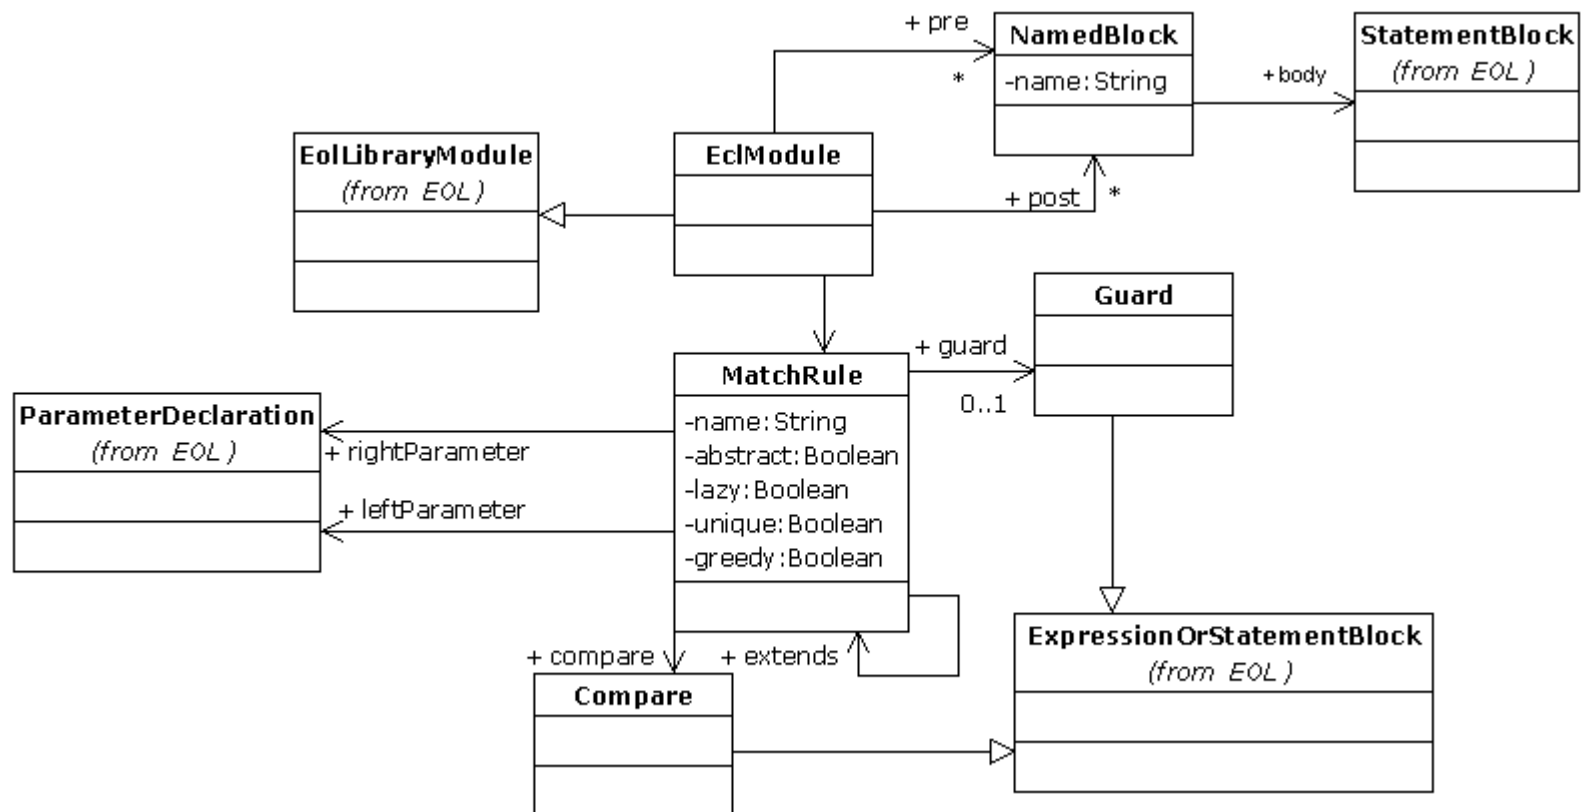 + pre
*
NamedBlock
-name:String
+body
StatementBlock
(from EOL)
EolLibraryModule
(from EOL)
EclModule
+ post
*
Guard
+ guard
0..1
MatchRule
-name:String
-abstract:Boolean
-lazy:Boolean
-unique:Boolean
-greedy:Boolean
ParameterDeclaration
(from EOL)
+ rightParameter
+ leftParameter
+ compare
+ extends
ExpressionOrStatementBlock
(from EOL)
Compare